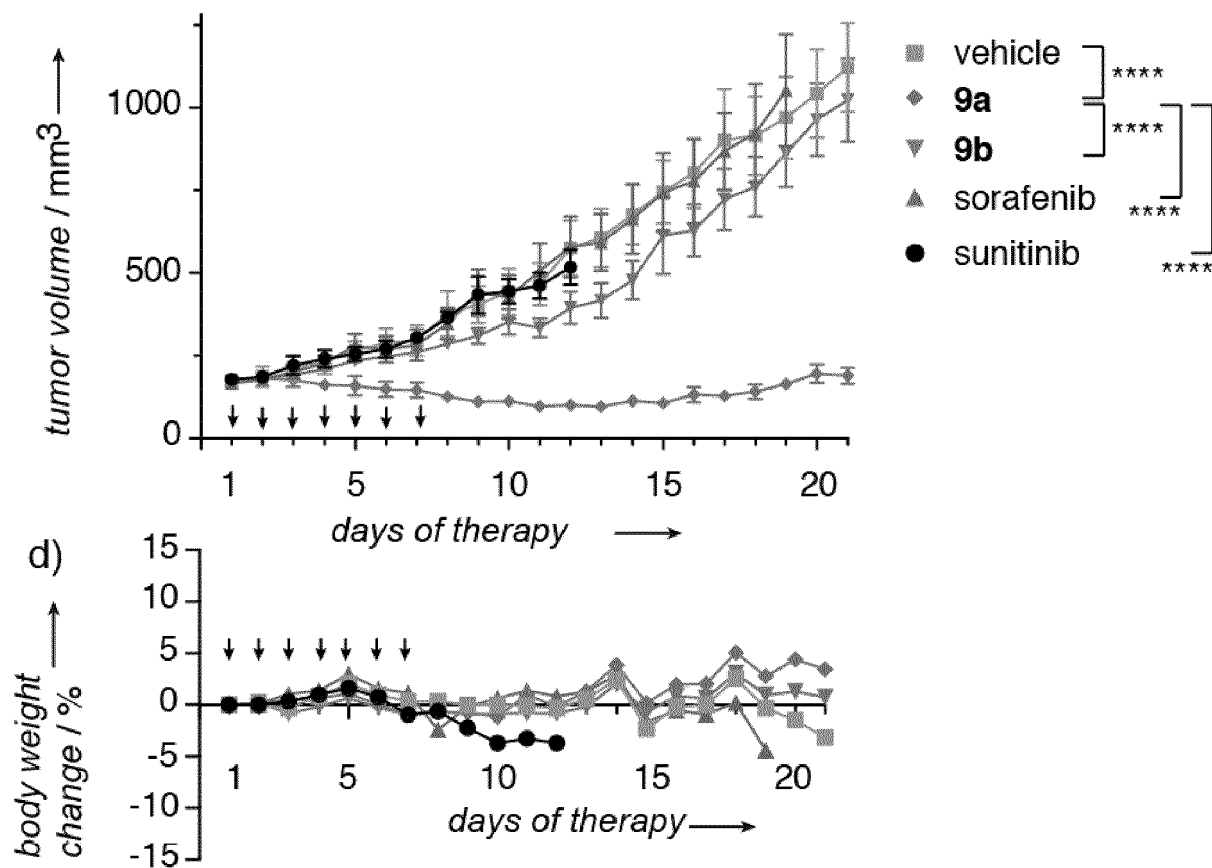 tumor volume / mm3
1000
500
0
1 5 10 15 20
days of therapy
vehicle
9a
9b
sorafenib
sunitinib
****
****
****
****
d)
body weight
change / %
15
10
5
0
-5
-10
-15
1 5 10 15 20
days of therapy